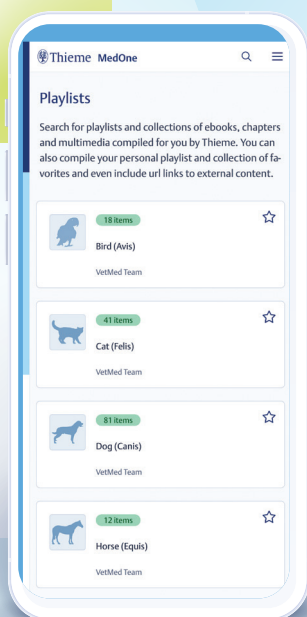 Thieme MedOne
Playlists
Search for playlists and collections of ebooks, chapters
and multimedia compiled for you by Thieme. You can
also compile your personal playlist and collection of fa-
vorites and even include url links to external content.
18 items
Bird (Avis)
VetMed Team
41 items
Cat (Felis)
VetMed Team
81 items
Dog (Canis)
VetMed Team
12 items
Horse (Equis)
VetMed Team